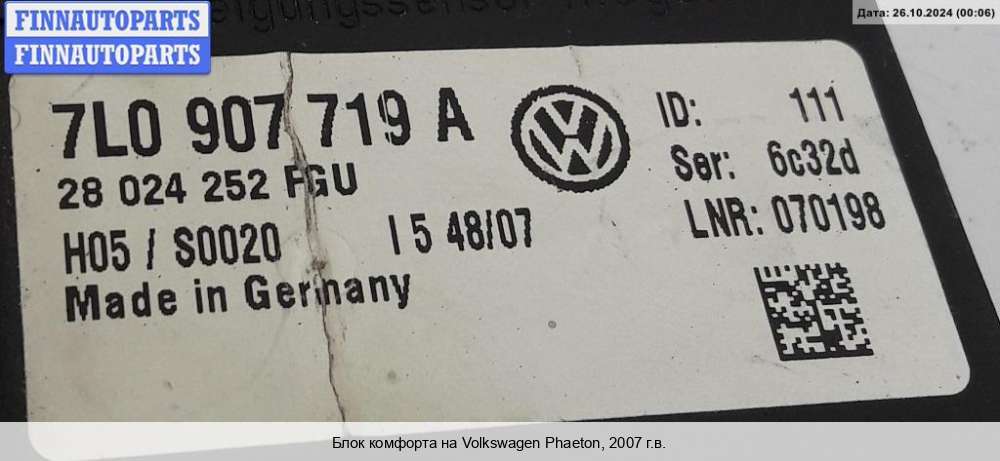 FINNAUTOPARTS
FINNAUTOPARTS
Дата: 26.10.2024 (00:06)
7L0 907 719 A
28 024 252 FGU
H05 / S0020
I 5 48/07
Made in Germany
ID: 111
Ser: 6c32d
LNR: 070198
Блок комфорта на Volkswagen Phaeton, 2007 г.в.